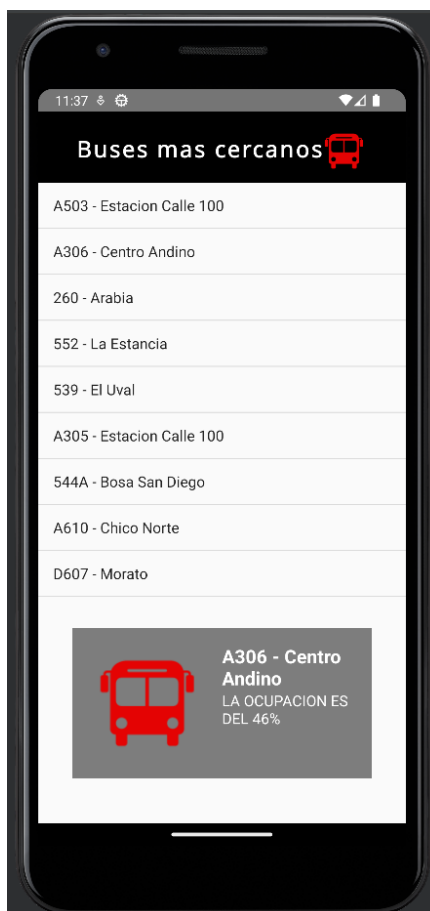 11:37
Buses mas cercanos
A503 - Estacion Calle 100
A306 - Centro Andino
260 - Arabia
552 - La Estancia
539 - El Uval
A305 - Estacion Calle 100
544A - Bosa San Diego
A610 - Chico Norte
D607 - Morato
A306 - Centro
Andino
LA OCUPACION ES
DEL 46%